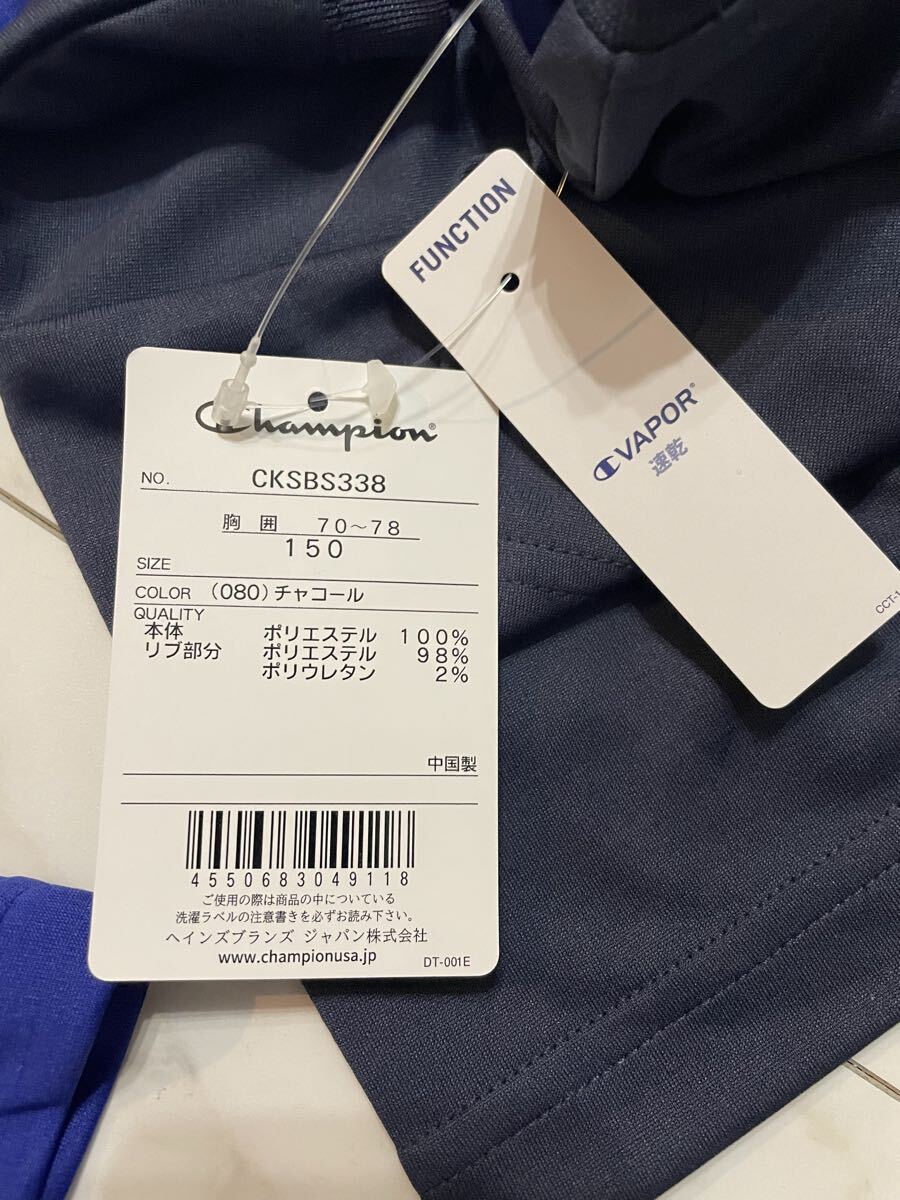 FUNCTION
VAPOR®
速乾
CCT-1
Champion®
NO. CKSBS338
胸囲 70～78
150
SIZE
COLOR (080)チャコール
QUALITY
本体 ポリエステル 100%
リブ部分 ポリエステル 98%
ポリウレタン 2%
中国製
4550683049118
ご使用の際は商品の中についている
洗濯ラベルの注意書きを必ずお読み下さい。
ヘインズブランズ ジャパン株式会社
www.championusa.jp
DT-001E